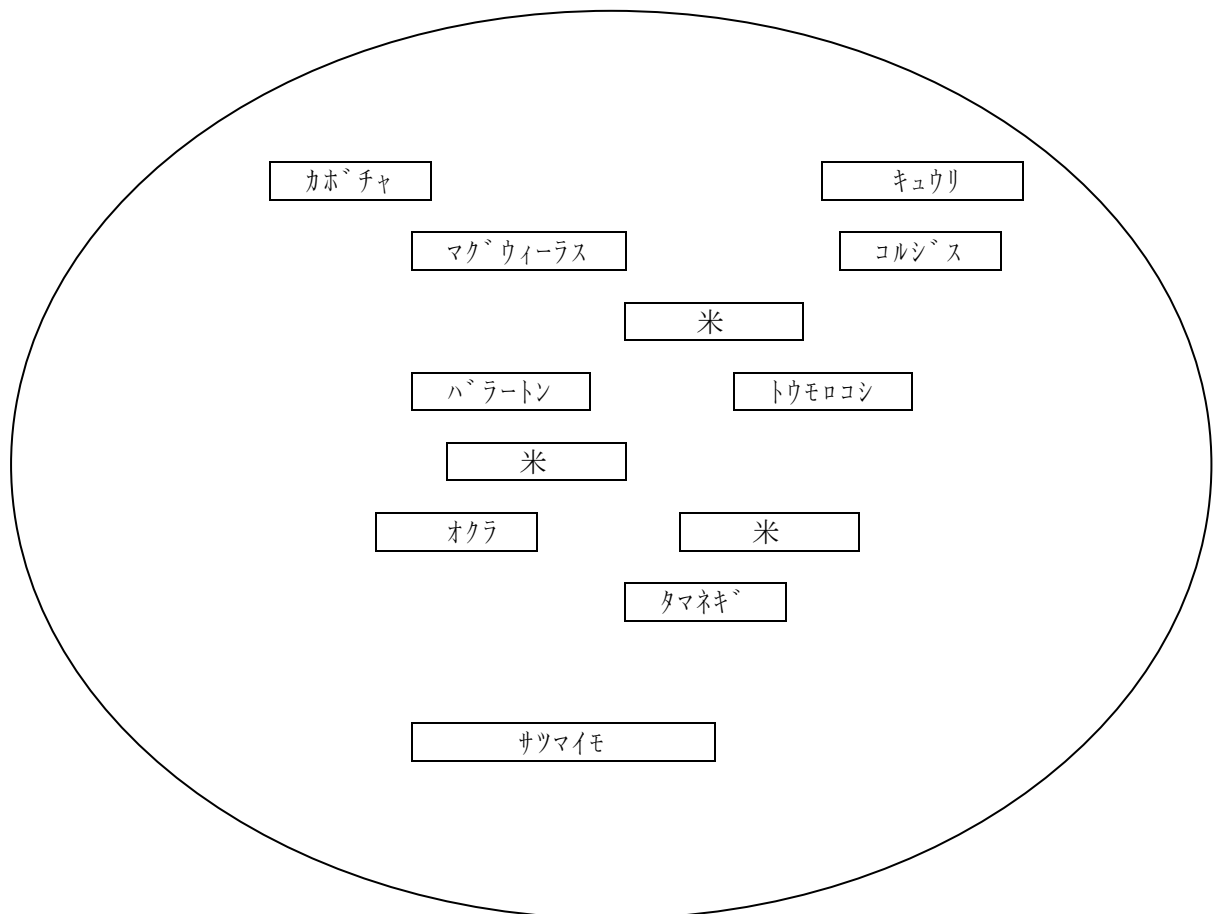 カボチャ
キュウリ
マグウィーラス
コルジス
米
バラートン
トウモロコシ
米
オクラ
米
タマネギ
サツマイモ